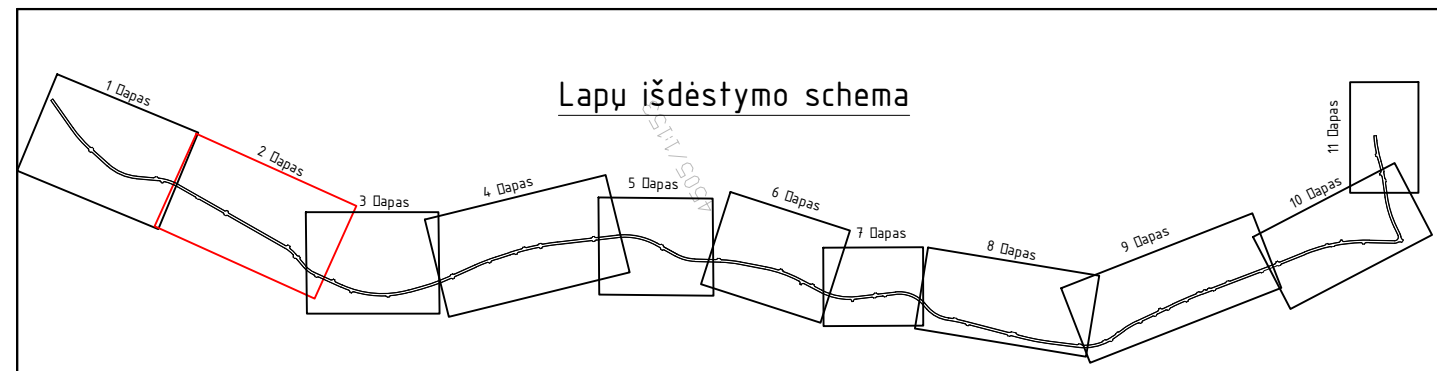 Lapų išdėstymo schema
1 lapas
2 lapas
3 lapas
4 lapas
5 lapas
6 lapas
7 lapas
8 lapas
9 lapas
10 lapas
11 lapas